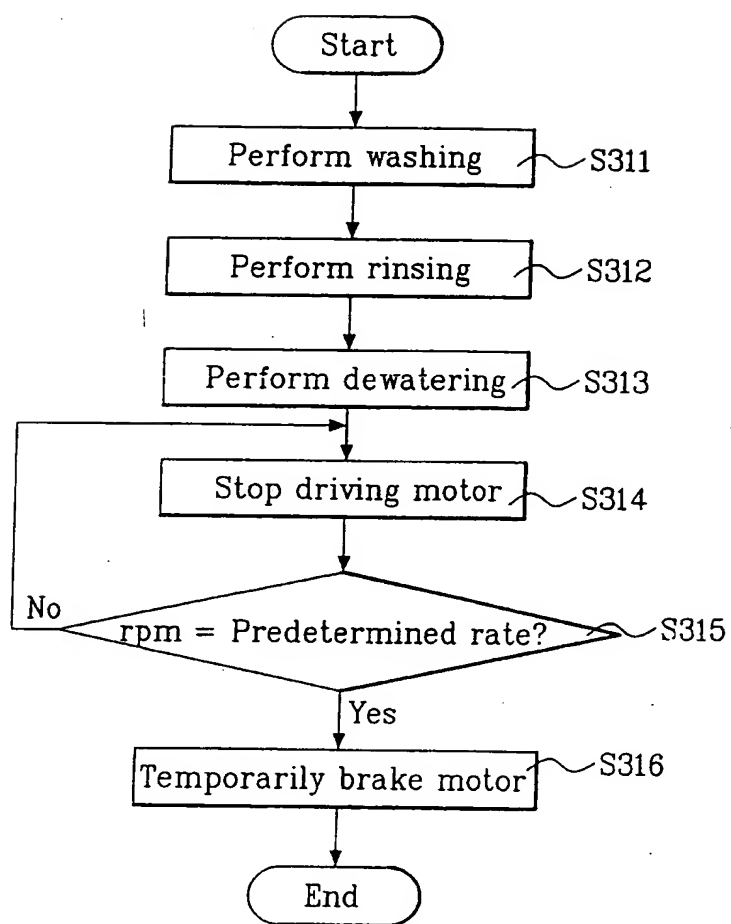 Start
Perform washing
S311
Perform rinsing
S312
Perform dewatering
S313
Stop driving motor
S314
No
rpm = Predetermined rate?
S315
Yes
Temporarily brake motor
S316
End